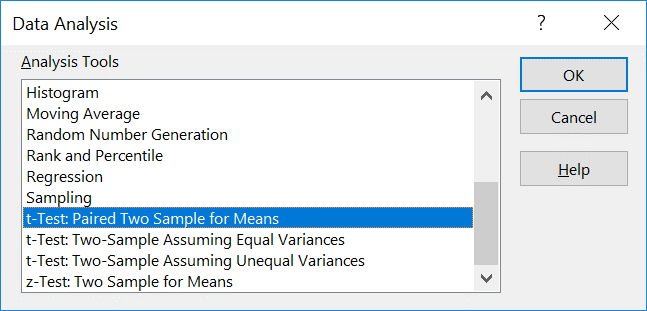 Data Analysis
?
Analysis Tools
Histogram
Moving Average
Random Number Generation
Rank and Percentile
Regression
Sampling
t-Test: Paired Two Sample for Means
t-Test: Two-Sample Assuming Equal Variances
t-Test: Two-Sample Assuming Unequal Variances
z-Test: Two Sample for Means
OK
Cancel
Help